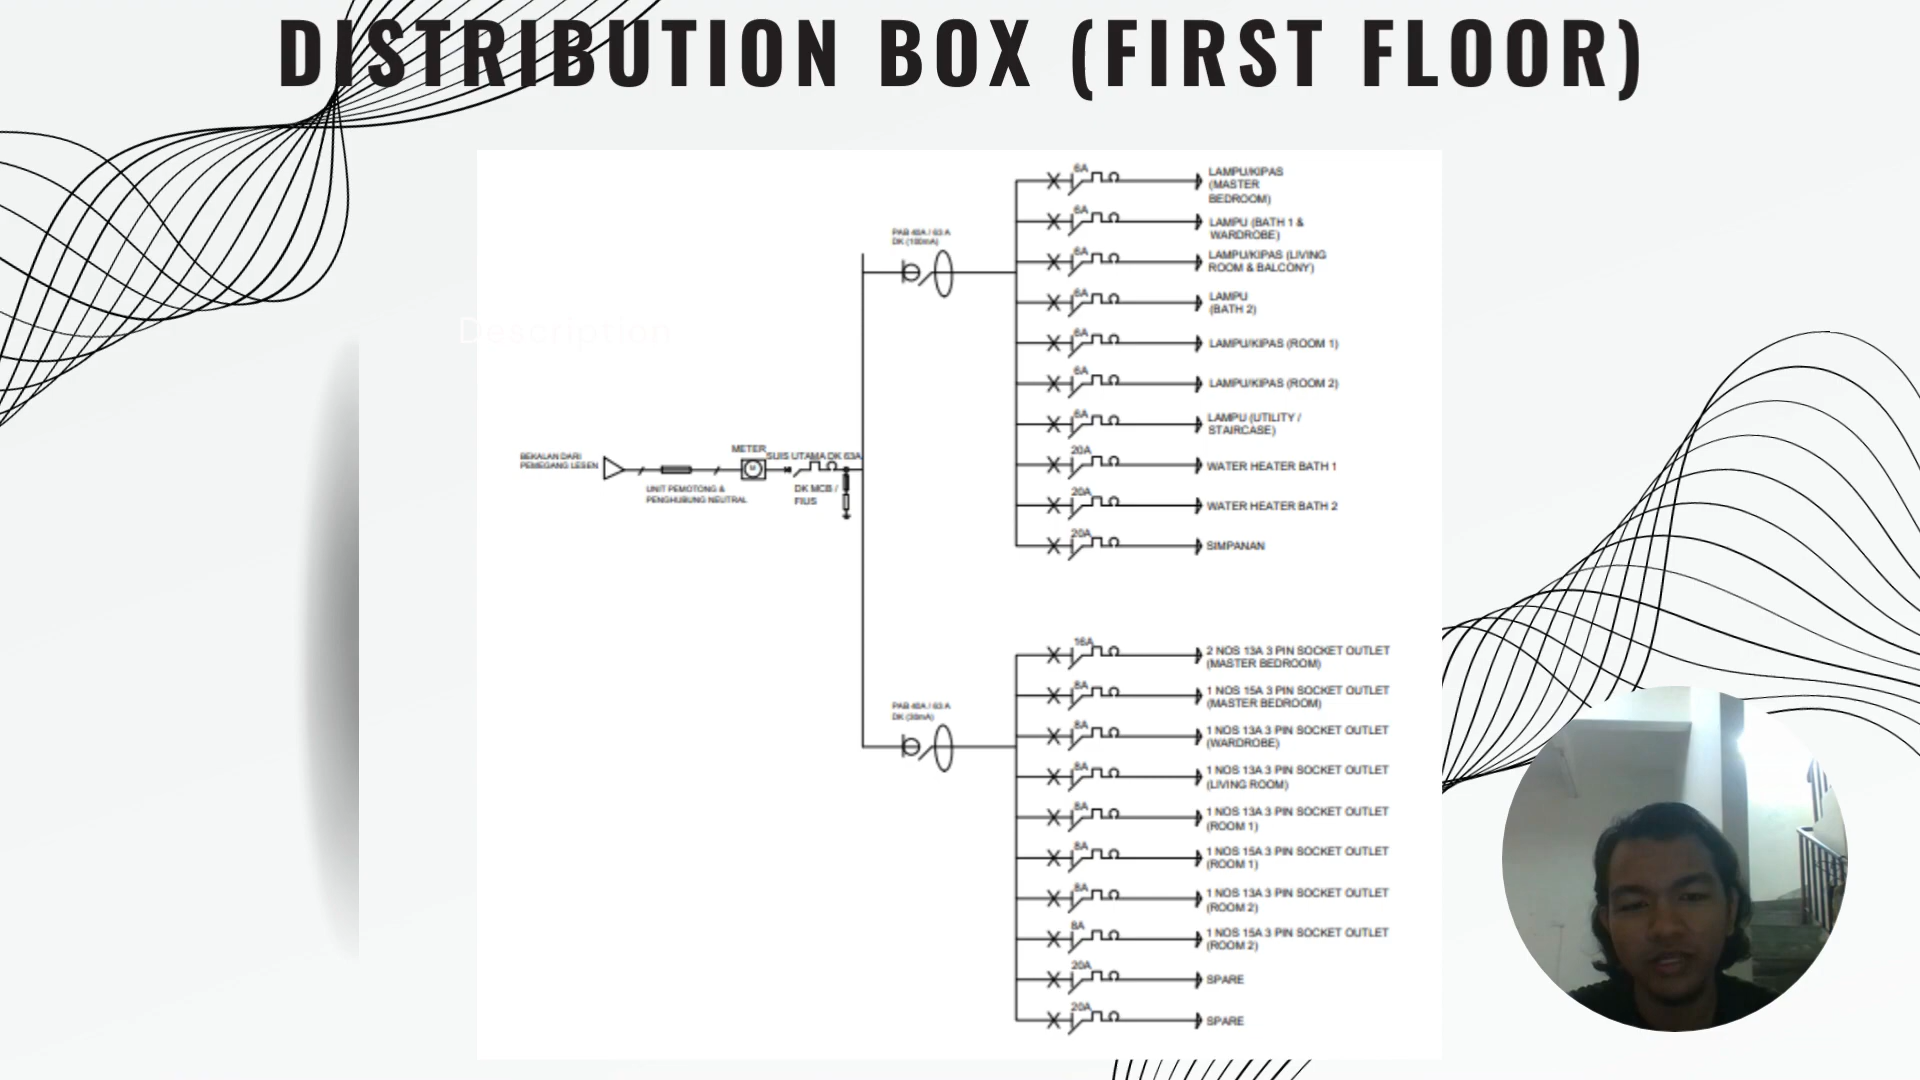 DISTRIBUTION BOX (FIRST FLOOR)
Description
BEKALAN DARI
PEMEGANG LESEN
UNIT PEMOTONG &
PENGHUBUNG NEUTRAL
METER
SUIS UTAMA DK 63A
DK MCB /
FIUS
PAB 40A / 63 A
DK (100mA)
6A
LAMPU/KIPAS
(MASTER
BEDROOM)
6A
LAMPU (BATH 1 &
WARDROBE)
6A
LAMPU/KIPAS (LIVING
ROOM & BALCONY)
6A
LAMPU
(BATH 2)
6A
LAMPU/KIPAS (ROOM 1)
6A
LAMPU/KIPAS (ROOM 2)
6A
LAMPU (UTILITY /
STAIRCASE)
20A
WATER HEATER BATH 1
20A
WATER HEATER BATH 2
20A
SIMPANAN
PAB 40A / 63 A
DK (30mA)
16A
2 NOS 13A 3 PIN SOCKET OUTLET
(MASTER BEDROOM)
8A
1 NOS 15A 3 PIN SOCKET OUTLET
(MASTER BEDROOM)
8A
1 NOS 13A 3 PIN SOCKET OUTLET
(WARDROBE)
8A
1 NOS 13A 3 PIN SOCKET OUTLET
(LIVING ROOM)
8A
1 NOS 13A 3 PIN SOCKET OUTLET
(ROOM 1)
8A
1 NOS 15A 3 PIN SOCKET OUTLET
(ROOM 1)
8A
1 NOS 13A 3 PIN SOCKET OUTLET
(ROOM 2)
8A
1 NOS 15A 3 PIN SOCKET OUTLET
(ROOM 2)
20A
SPARE
20A
SPARE